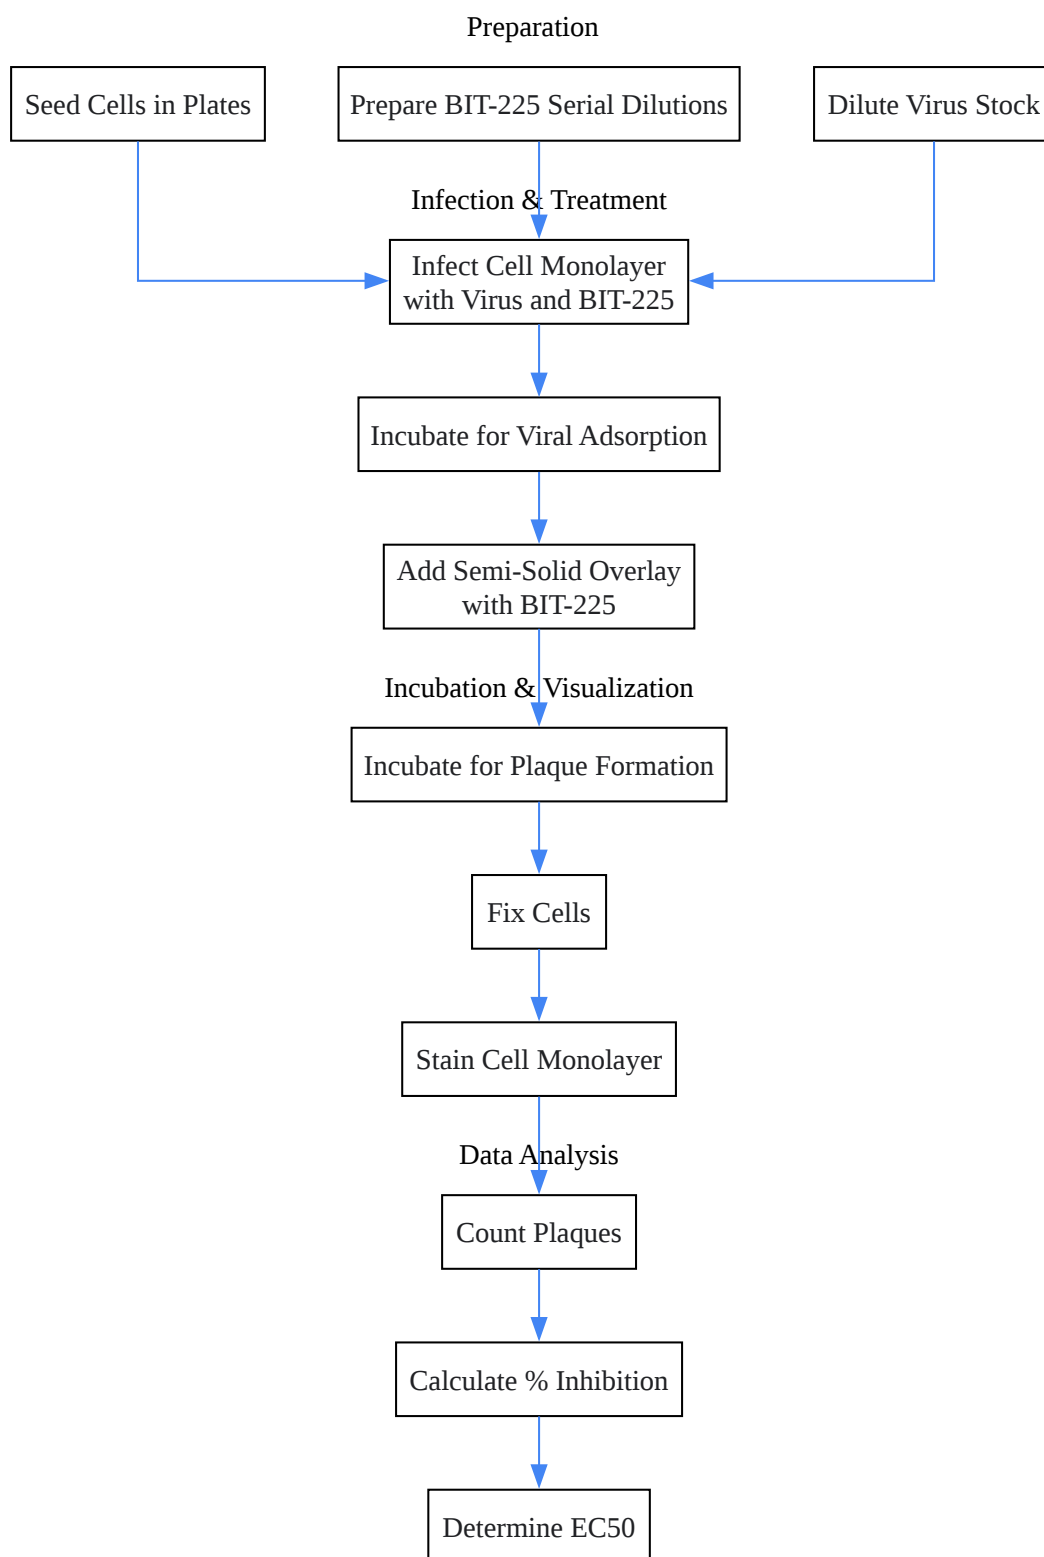 Preparation
Seed Cells in Plates
Prepare BIT-225 Serial Dilutions
Dilute Virus Stock
Infection & Treatment
Infect Cell Monolayer
with Virus and BIT-225
Incubate for Viral Adsorption
Add Semi-Solid Overlay
with BIT-225
Incubation & Visualization
Incubate for Plaque Formation
Fix Cells
Stain Cell Monolayer
Data Analysis
Count Plaques
Calculate % Inhibition
Determine EC50